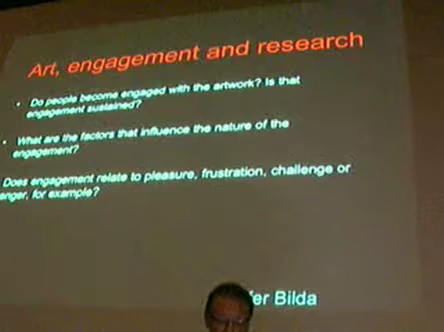 Art, engagement and research
• Do people become engaged with the artwork? Is that
engagement sustained?
• What are the factors that influence the nature of the
engagement?
Does engagement relate to pleasure, frustration, challenge or
anger, for example?
Bilda